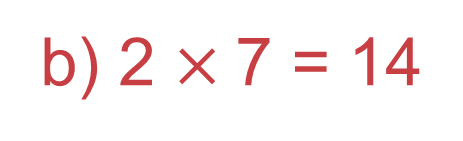 b) 2 × 7 = 14